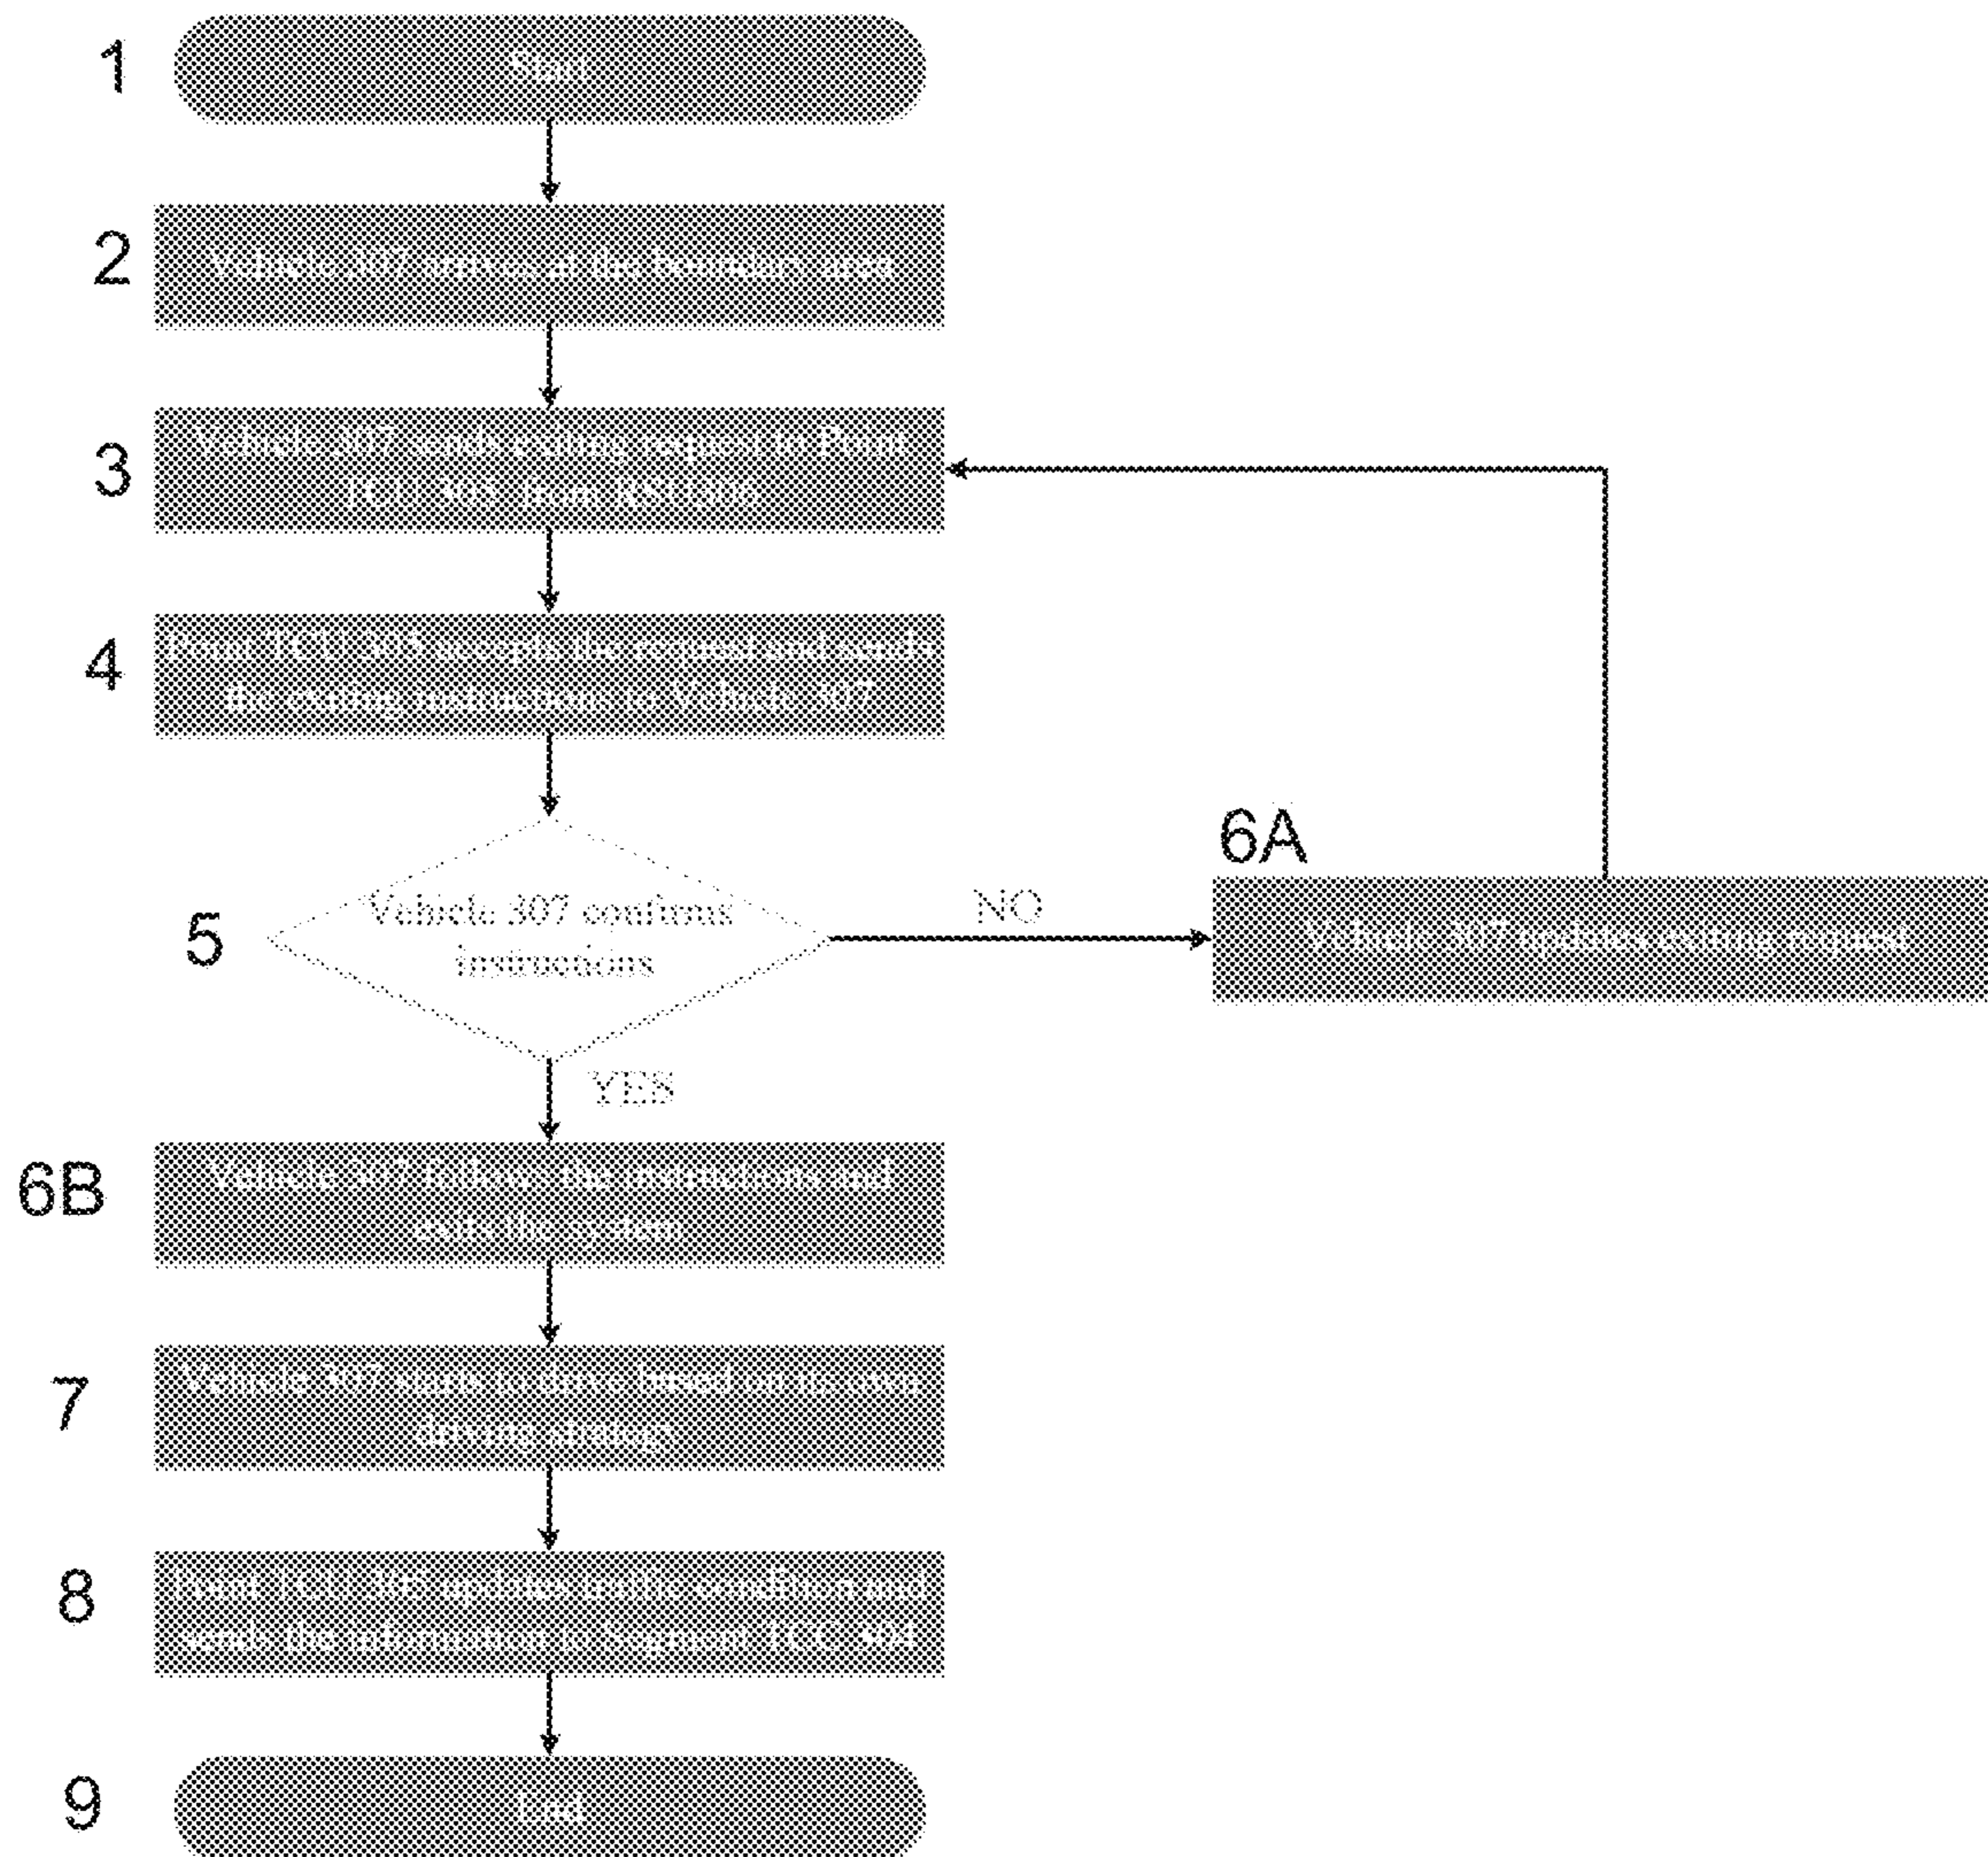 1
Start
2
Vehicle 307 arrives at the boundary area
3
Vehicle 307 sends exiting request to Point
TCU 305 from RSU306
4
Point TCU 305 accepts the request and sends
the exiting instructions to Vehicle 307
5
Vehicle 307 confirms
instructions
NO
6A
Vehicle 307 updates exiting request
YES
6B
Vehicle 307 follows the instructions and
exits the system
7
Vehicle 307 starts to drive based on its own
driving strategy
8
Point TCU 305 updates traffic condition and
sends the information to Segment TCC 304
9
End